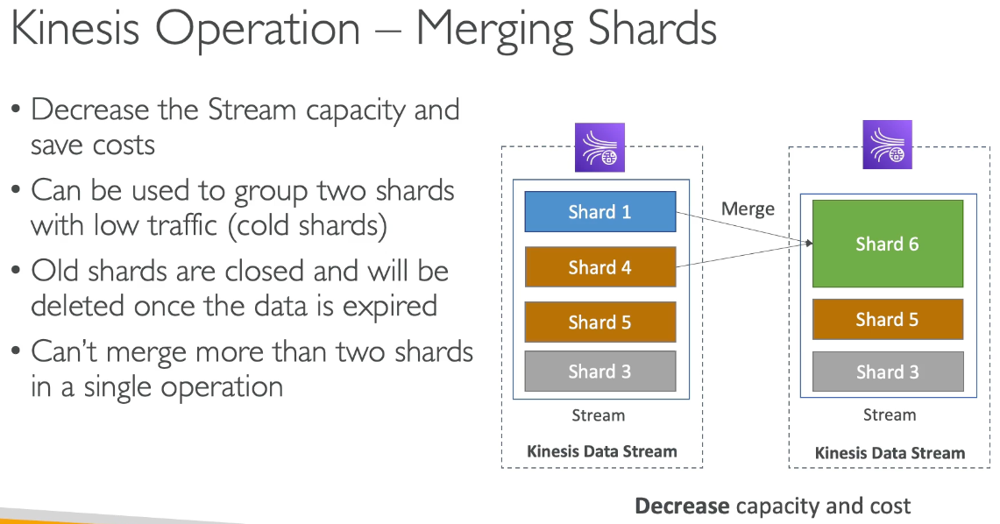 Kinesis Operation – Merging Shards
• Decrease the Stream capacity and
save costs
• Can be used to group two shards
with low traffic (cold shards)
• Old shards are closed and will be
deleted once the data is expired
• Can't merge more than two shards
in a single operation
Shard 1
Shard 4
Shard 5
Shard 3
Stream
Kinesis Data Stream
Merge
Shard 6
Shard 5
Shard 3
Stream
Kinesis Data Stream
Decrease capacity and cost